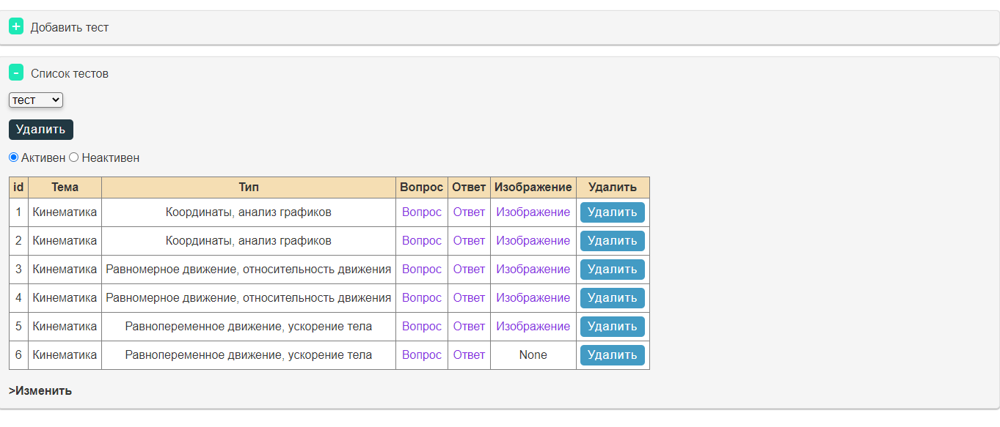 + Добавить тест
- Список тестов
тест
Удалить
Активен Неактивен
id Тема Тип Вопрос Ответ Изображение Удалить
1 Кинематика Координаты, анализ графиков Вопрос Ответ Изображение Удалить
2 Кинематика Координаты, анализ графиков Вопрос Ответ Изображение Удалить
3 Кинематика Равномерное движение, относительность движения Вопрос Ответ Изображение Удалить
4 Кинематика Равномерное движение, относительность движения Вопрос Ответ Изображение Удалить
5 Кинематика Равнопеременное движение, ускорение тела Вопрос Ответ Изображение Удалить
6 Кинематика Равнопеременное движение, ускорение тела Вопрос Ответ None Удалить
>Изменить